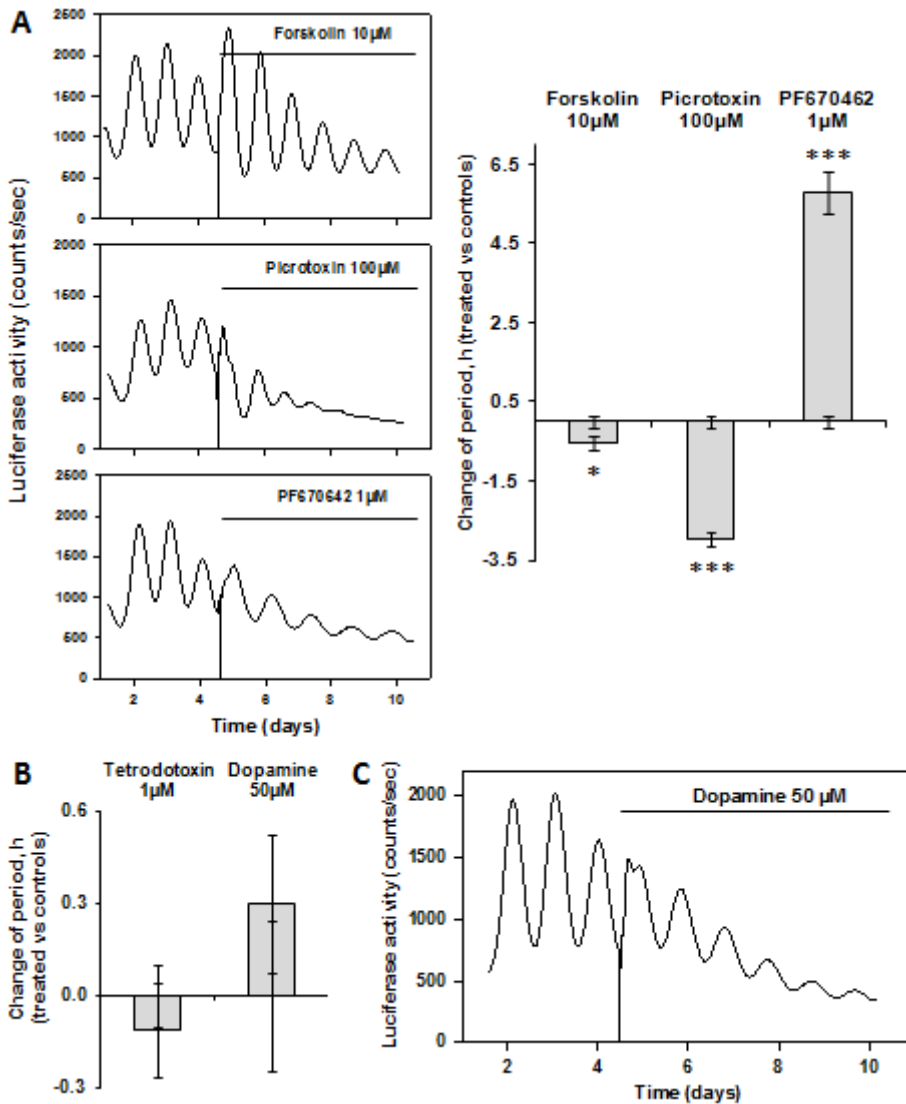 A
Luciferase activity (counts/sec)
2500
2000
1500
1000
500
0
Forskolin 10µM
2000
1500
1000
500
0
Picrotoxin 100µM
2500
2000
1500
1000
500
0
PF670642 1µM
2 4 6 8 10
Time (days)
Forskolin Picrotoxin PF670462
10µM 100µM 1µM
Change of period, h (treated vs controls)
6.5
4.5
2.5
0.5
-1.5
-3.5
*
***
***
B
Tetrodotoxin Dopamine
1µM 50µM
Change of period, h
(treated vs controls)
0.6
0.3
0.0
-0.3
C
Luciferase activity (counts/sec)
2000
1500
1000
500
0
Dopamine 50 µM
2 4 6 8 10
Time (days)